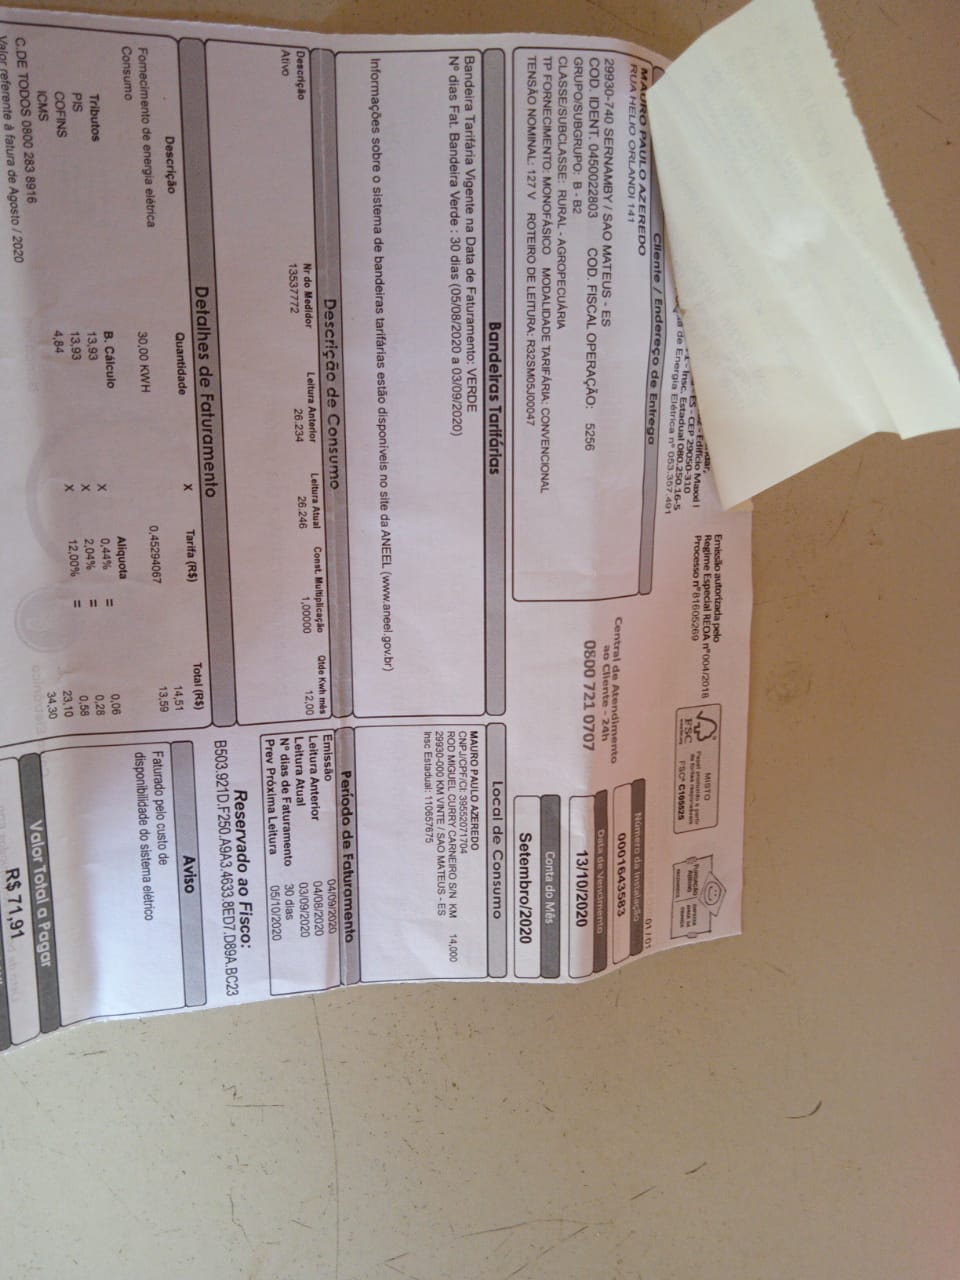 - Edifício Maxxi I
- ES - CEP 29050-310
- Insc. Estadual 080.250.16-5
de Energia Elétrica nº 053.357.491
Emissão autorizada pelo
Regime Especial REOA nº 004/2018
Processo nº 81605269
MISTO
FSC
FSC® C105525
01 / 01
Cliente / Endereço de Entrega
MAURO PAULO AZEREDO
RUA HELIO ORLANDI 141
29930-740 SERNAMBY / SAO MATEUS - ES
COD. IDENT. 0450022803 COD. FISCAL OPERAÇÃO: 5256
GRUPO/SUBGRUPO: B - B2
CLASSE/SUBCLASSE: RURAL - AGROPECUÁRIA
TP FORNECIMENTO: MONOFÁSICO MODALIDADE TARIFÁRIA: CONVENCIONAL
TENSÃO NOMINAL: 127 V ROTEIRO DE LEITURA: R32SM05J00047
Central de Atendimento
ao Cliente - 24h
0800 721 0707
Número da Instalação
0001643583
Data de Vencimento
13/10/2020
Conta do Mês
Setembro/2020
Bandeiras Tarifárias
Bandeira Tarifária Vigente na Data de Faturamento: VERDE
Nº dias Fat. Bandeira Verde : 30 dias (05/08/2020 a 03/09/2020)
Informações sobre o sistema de bandeiras tarifárias estão disponíveis no site da ANEEL (www.aneel.gov.br)
Local de Consumo
MAURO PAULO AZEREDO
CNPJ/CPF/CI: 39552071704
ROD MIGUEL CURRY CARNEIRO S/N KM 14,000
29930-000 KM VINTE / SAO MATEUS - ES
Insc Estadual: 110657675
Descrição de Consumo
Descrição Nr do Medidor Leitura Anterior Leitura Atual Const. Multiplicação Qtde Kwh mês
Ativo 13537772 26.234 26.246 1,00000 12,00
Período de Faturamento
Emissão 04/09/2020
Leitura Anterior 04/08/2020
Leitura Atual 03/09/2020
Nº dias de Faturamento 30 dias
Prev Próxima Leitura 05/10/2020
Reservado ao Fisco:
B503.921D.F250.A9A3.4633.8ED7.D89A.BC23
Detalhes de Faturamento
Descrição Quantidade X Tarifa (R$) Total (R$)
14,51
Fornecimento de energia elétrica
Consumo 30,00 KWH 0,45294067 13,59
Tributos B. Cálculo Aliquota
PIS 13,93 X 0,44% = 0,06
COFINS 13,93 X 2,04% = 0,28
ICMS 4,84 X 12,00% = 0,58
23,10
C.DE TODOS 0800 283 8916 34,30
Valor referente à fatura de Agosto / 2020
Aviso
Faturado pelo custo de
disponibilidade do sistema elétrico
Valor Total a Pagar
R$ 71,91